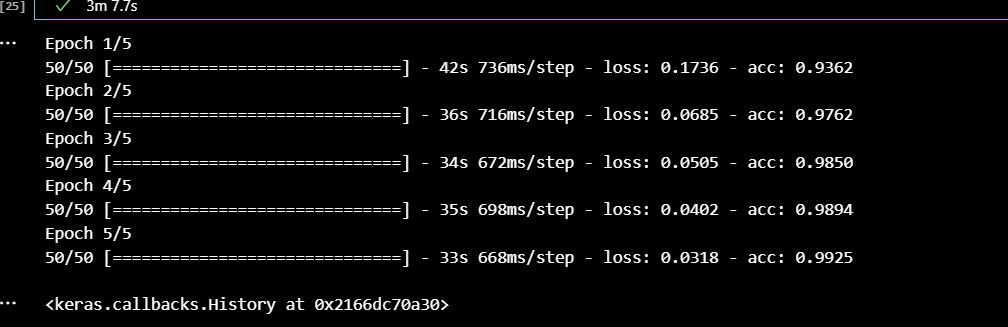 [25] ✓ 3m 7.7s
... Epoch 1/5
50/50 [==============================] - 42s 736ms/step - loss: 0.1736 - acc: 0.9362
Epoch 2/5
50/50 [==============================] - 36s 716ms/step - loss: 0.0685 - acc: 0.9762
Epoch 3/5
50/50 [==============================] - 34s 672ms/step - loss: 0.0505 - acc: 0.9850
Epoch 4/5
50/50 [==============================] - 35s 698ms/step - loss: 0.0402 - acc: 0.9894
Epoch 5/5
50/50 [==============================] - 33s 668ms/step - loss: 0.0318 - acc: 0.9925
... <keras.callbacks.History at 0x2166dc70a30>